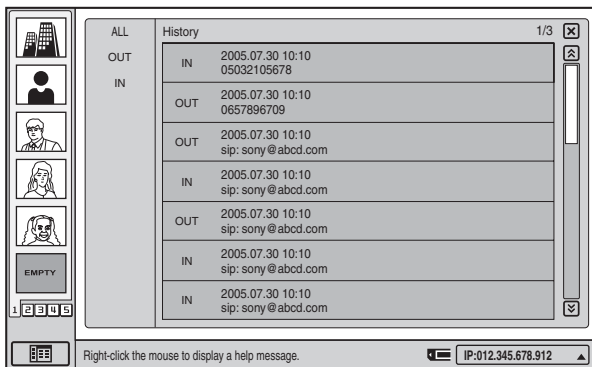 ALL
OUT
IN
History
1/3
IN
2005.07.30 10:10
05032105678
OUT
2005.07.30 10:10
0657896709
OUT
2005.07.30 10:10
sip: sony@abcd.com
IN
2005.07.30 10:10
sip: sony@abcd.com
OUT
2005.07.30 10:10
sip: sony@abcd.com
IN
2005.07.30 10:10
sip: sony@abcd.com
IN
2005.07.30 10:10
sip: sony@abcd.com
EMPTY
1 2 3 4 5
Right-click the mouse to display a help message.
IP:012.345.678.912